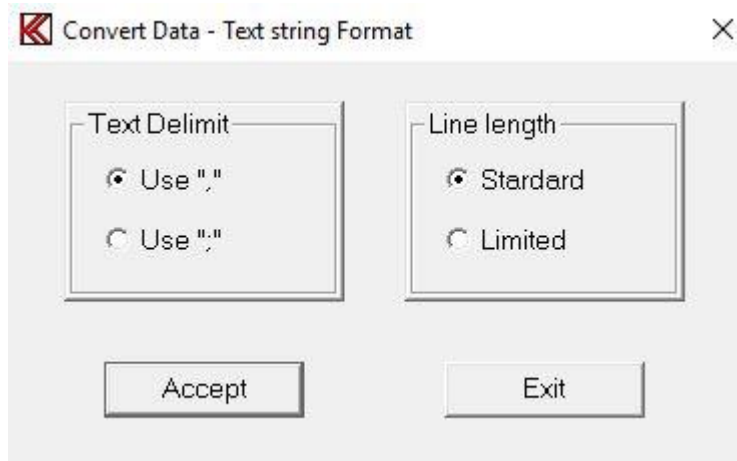 Convert Data - Text string Format
Text Delimit
Use ","
Use ";"
Line length
Stardard
Limited
Accept
Exit